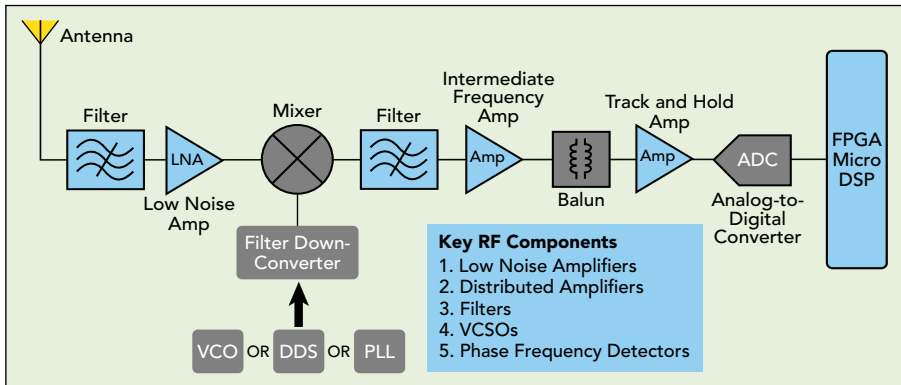 Antenna
Filter
LNA
Low Noise
Amp
Mixer
Filter Down-
Converter
VCO OR DDS OR PLL
Filter
Intermediate
Frequency
Amp
Amp
Balun
Track and Hold
Amp
Amp
ADC
Analog-to-
Digital
Converter
FPGA
Micro
DSP
Key RF Components
1. Low Noise Amplifiers
2. Distributed Amplifiers
3. Filters
4. VCSOs
5. Phase Frequency Detectors